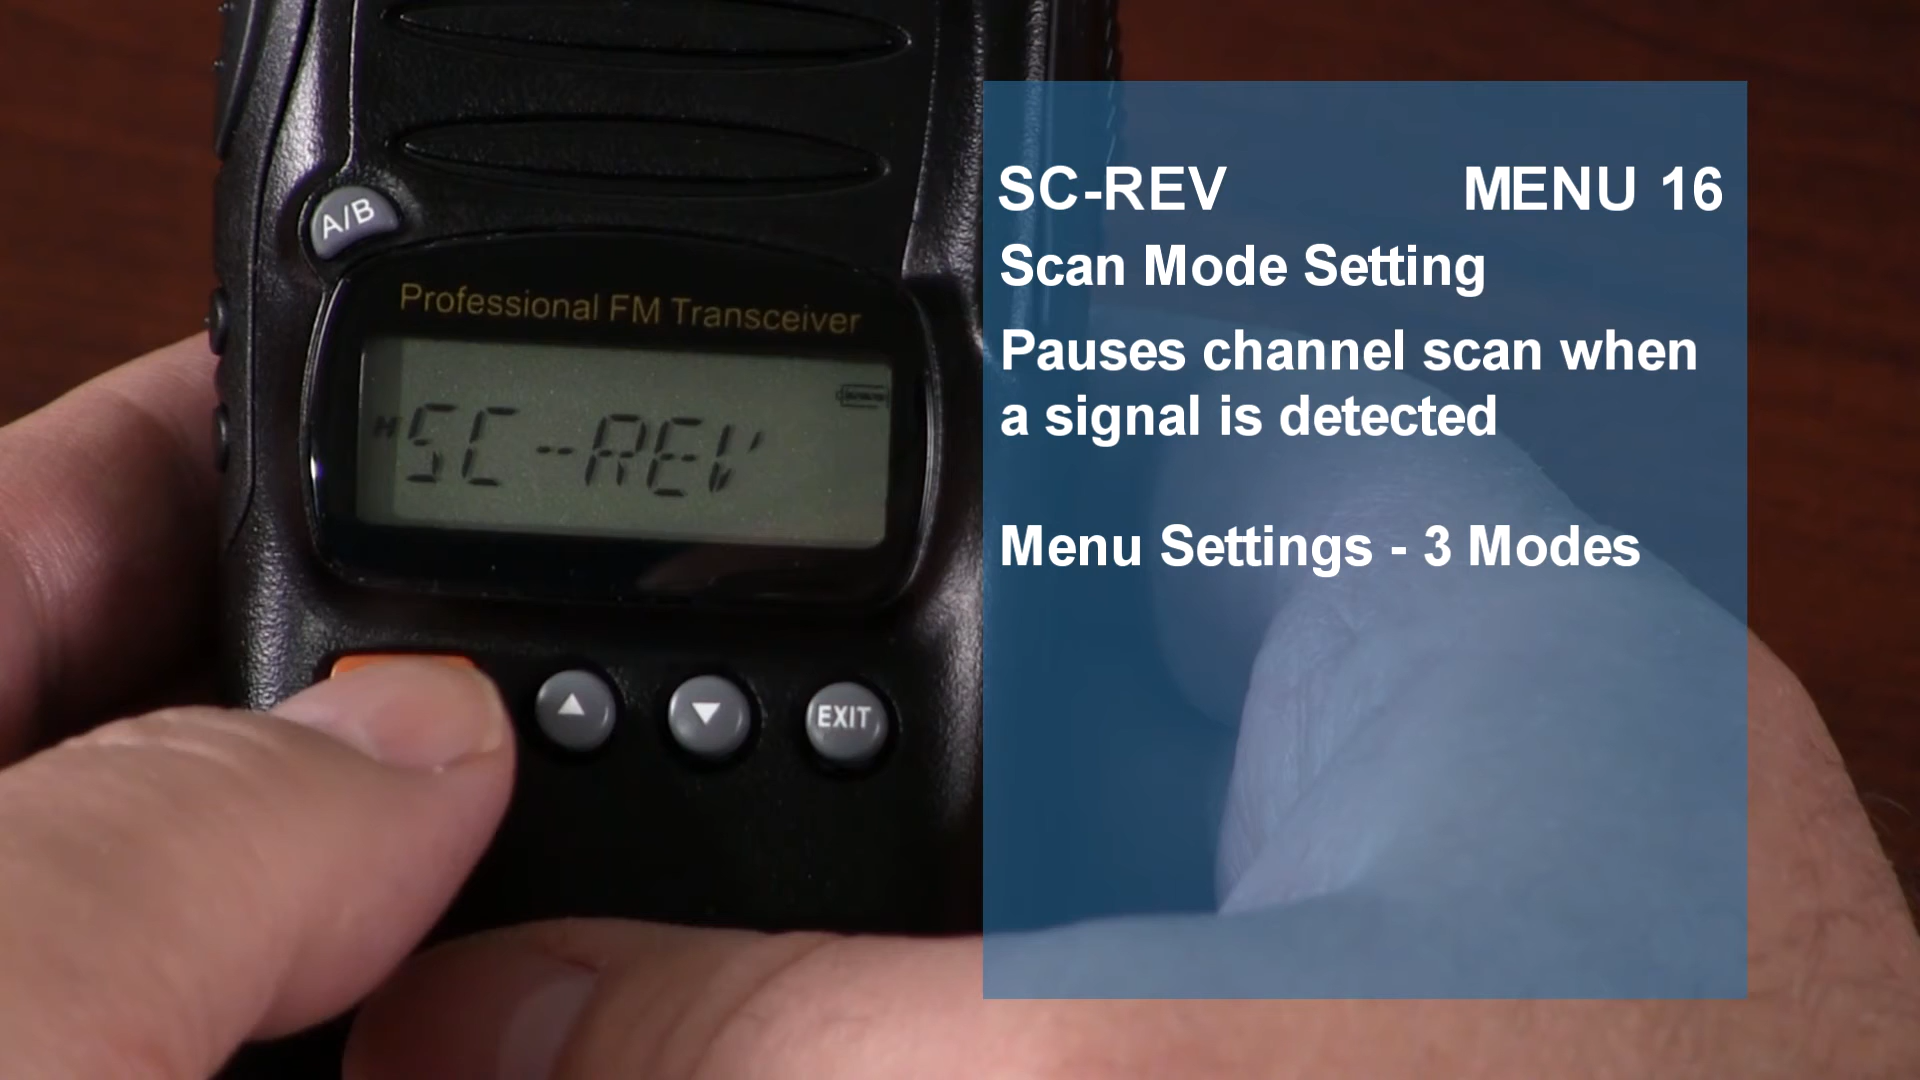 A/B
Professional FM Transceiver
H
SC-REV
▲ ▼ EXIT
SC-REV MENU 16
Scan Mode Setting
Pauses channel scan when
a signal is detected
Menu Settings - 3 Modes